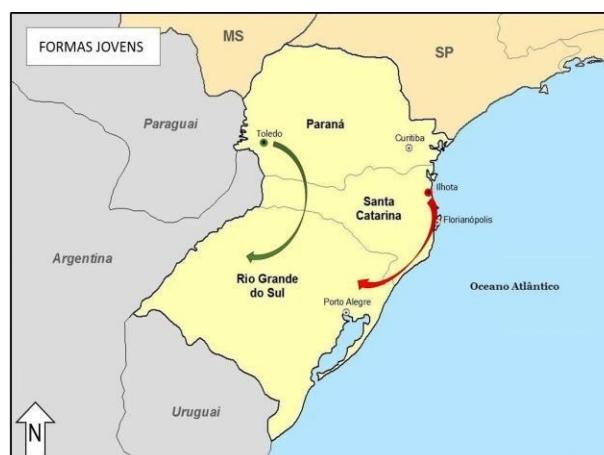 FORMAS JOVENS
MS
SP
Paraguai
Paraná
Toledo
Curitiba
Ilhota
Santa
Catarina
Florianópolis
Argentina
Rio Grande
do Sul
Oceano Atlântico
Porto Alegre
Uruguai
N